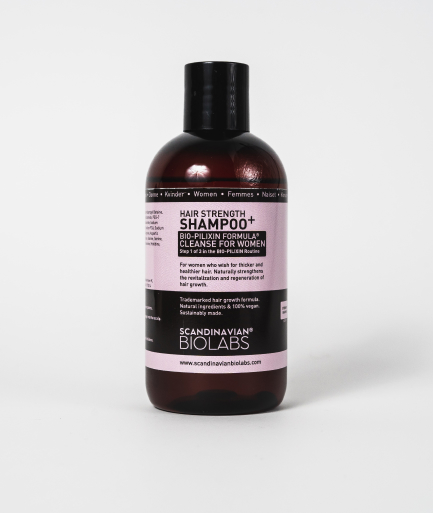 Dame • Kvinder • Women • Femmes • Naiset •
HAIR STRENGTH
SHAMPOO+
BIO-PILIXIN FORMULA®
CLEANSE FOR WOMEN
Step 1 of 3 in the BIO-PILIXIN Routine
For women who wish for thicker and
healthier hair. Naturally strengthens
the revitalization and regeneration of
hair growth.
Trademarked hair growth formula.
Natural ingredients & 100% vegan.
Sustainably made.
SCANDINAVIAN®
BIOLABS
www.scandinavianbiolabs.com